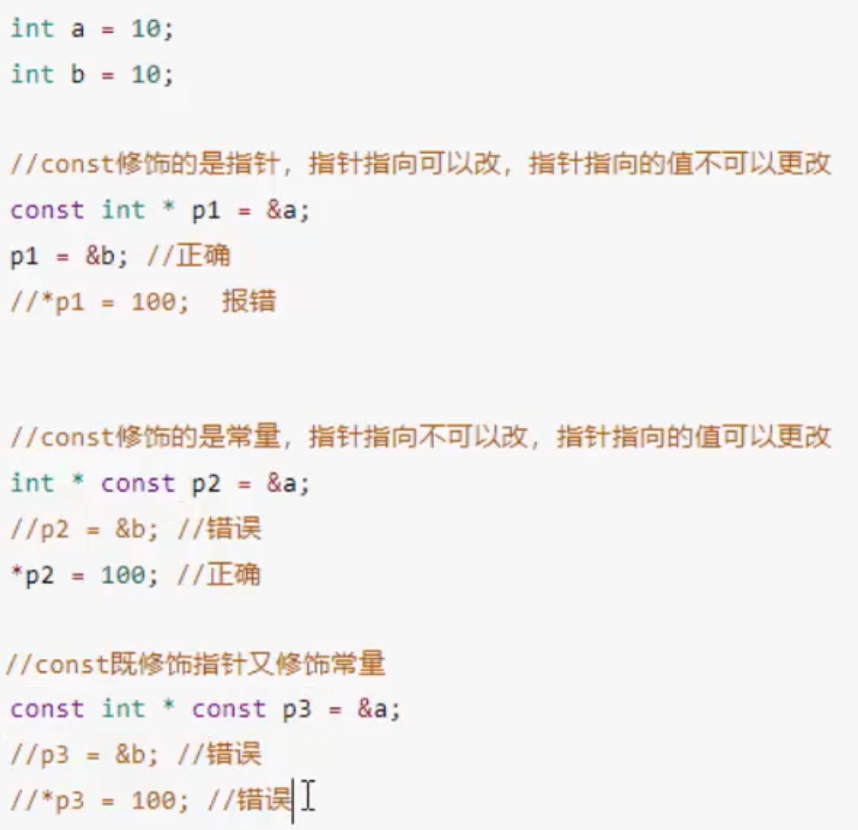 int a = 10;
int b = 10;
//const修饰的是指针，指针指向可以改，指针指向的值不可以更改
const int * p1 = &a;
p1 = &b; //正确
//*p1 = 100;  报错
//const修饰的是常量，指针指向不可以改，指针指向的值可以更改
int * const p2 = &a;
//p2 = &b; //错误
*p2 = 100; //正确
//const既修饰指针又修饰常量
const int * const p3 = &a;
//p3 = &b; //错误
//*p3 = 100; //错误